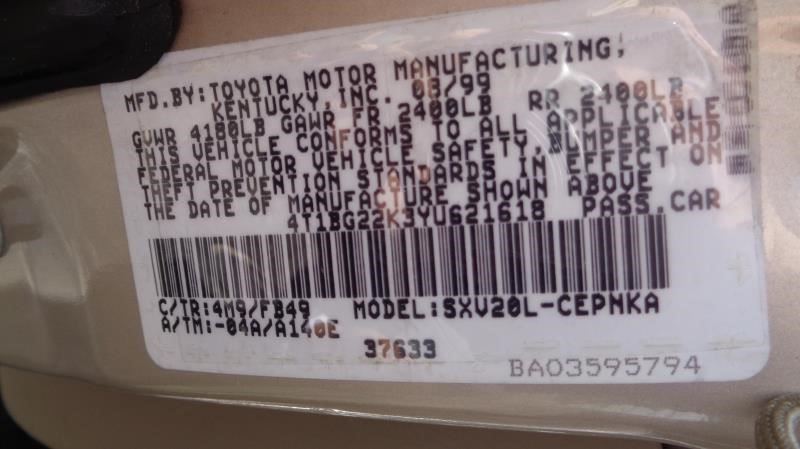 MFD.BY:TOYOTA MOTOR MANUFACTURING,
KENTUCKY,INC. 08/99
GVWR 4180LB GAWR FR 2400LB RR 2400LB
THIS VEHICLE CONFORMS TO ALL APPLICABLE
FEDERAL MOTOR VEHICLE SAFETY,BUMPER AND
THEFT PREVENTION STANDARDS IN EFFECT ON
THE DATE OF MANUFACTURE SHOWN ABOVE
4T1BG22K3YU621618 PASS.CAR
C/TR:4M9/FB49 MODEL:SXV20L-CEPNKA
A/TM:-04A/A140E
37633
BA03595794